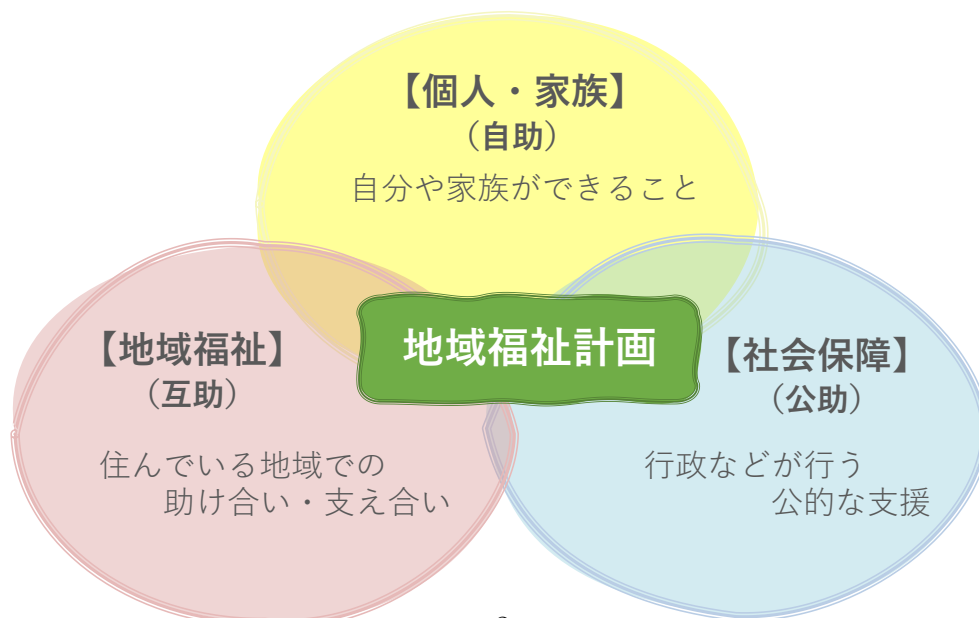 【個人・家族】
（自助）
自分や家族ができること
地域福祉計画
【地域福祉】
（互助）
住んでいる地域での
助け合い・支え合い
【社会保障】
（公助）
行政などが行う
公的な支援